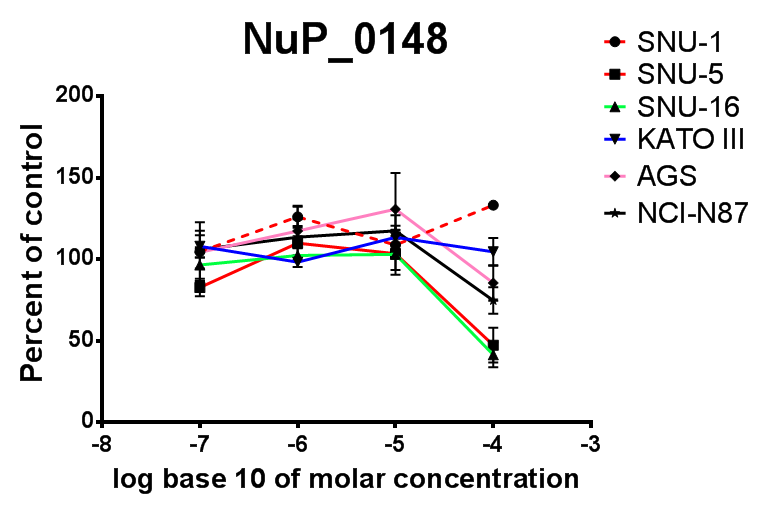 NuP_0148
SNU-1
SNU-5
SNU-16
KATO III
AGS
NCI-N87
Percent of control
200
150
100
50
0
-8 -7 -6 -5 -4 -3
log base 10 of molar concentration